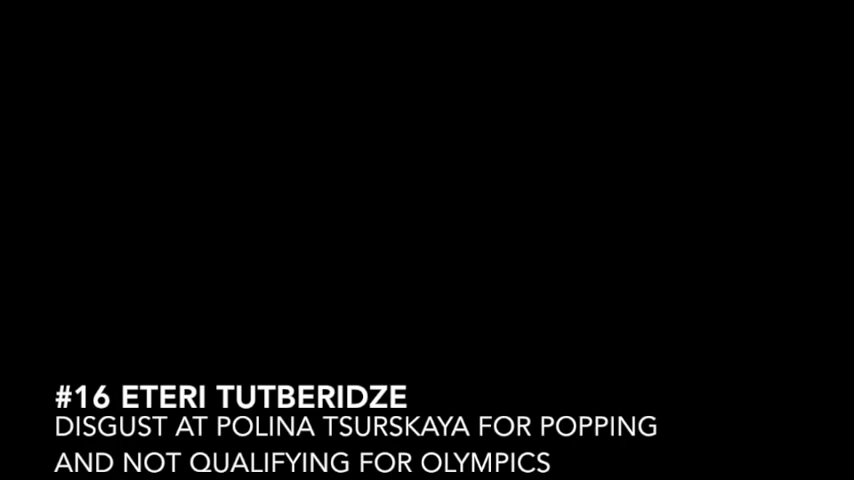 #16 ETERI TUTBERIDZE
DISGUST AT POLINA TSURSKAYA FOR POPPING
AND NOT QUALIFYING FOR OLYMPICS